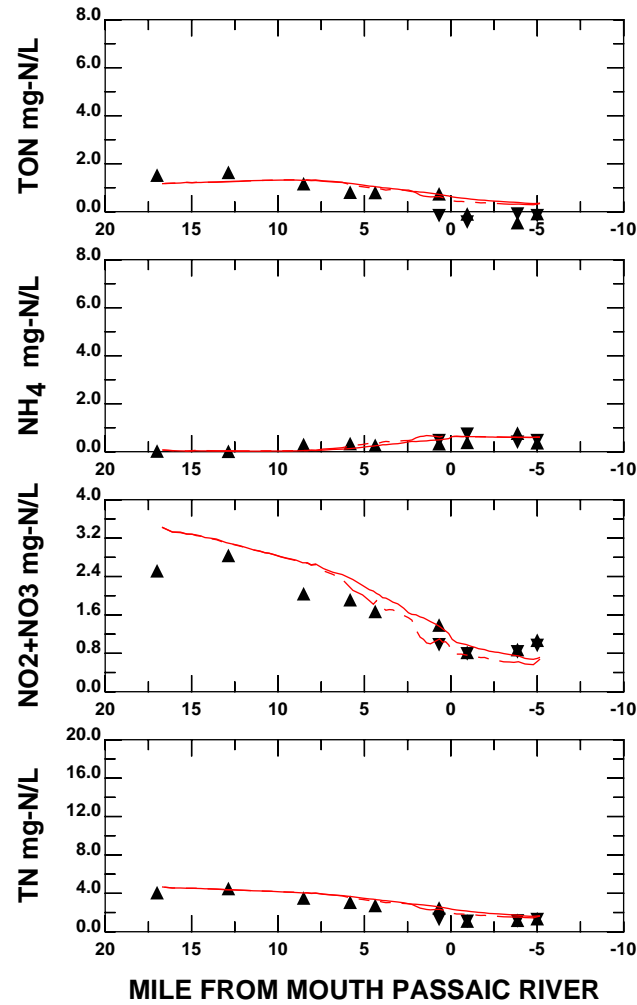 TON mg-N/L
8.0
6.0
4.0
2.0
0.0
20 15 10 5 0 -5 -10
NH4 mg-N/L
8.0
6.0
4.0
2.0
0.0
20 15 10 5 0 -5 -10
NO2+NO3 mg-N/L
4.0
3.2
2.4
1.6
0.8
0.0
20 15 10 5 0 -5 -10
TN mg-N/L
20.0
16.0
12.0
8.0
4.0
0.0
20 15 10 5 0 -5 -10
MILE FROM MOUTH PASSAIC RIVER